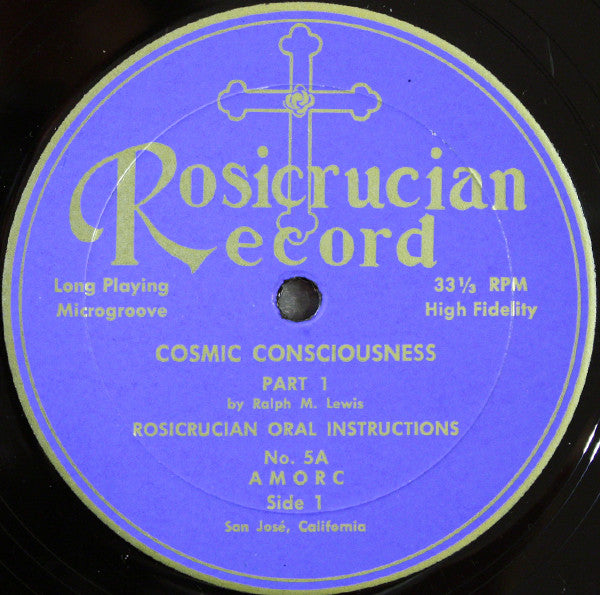 Rosicrucian
Record
Long Playing
Microgroove
33⅓ RPM
High Fidelity
COSMIC CONSCIOUSNESS
PART 1
by Ralph M. Lewis
ROSICRUCIAN ORAL INSTRUCTIONS
No. 5A
AMORC
Side 1
San José, California